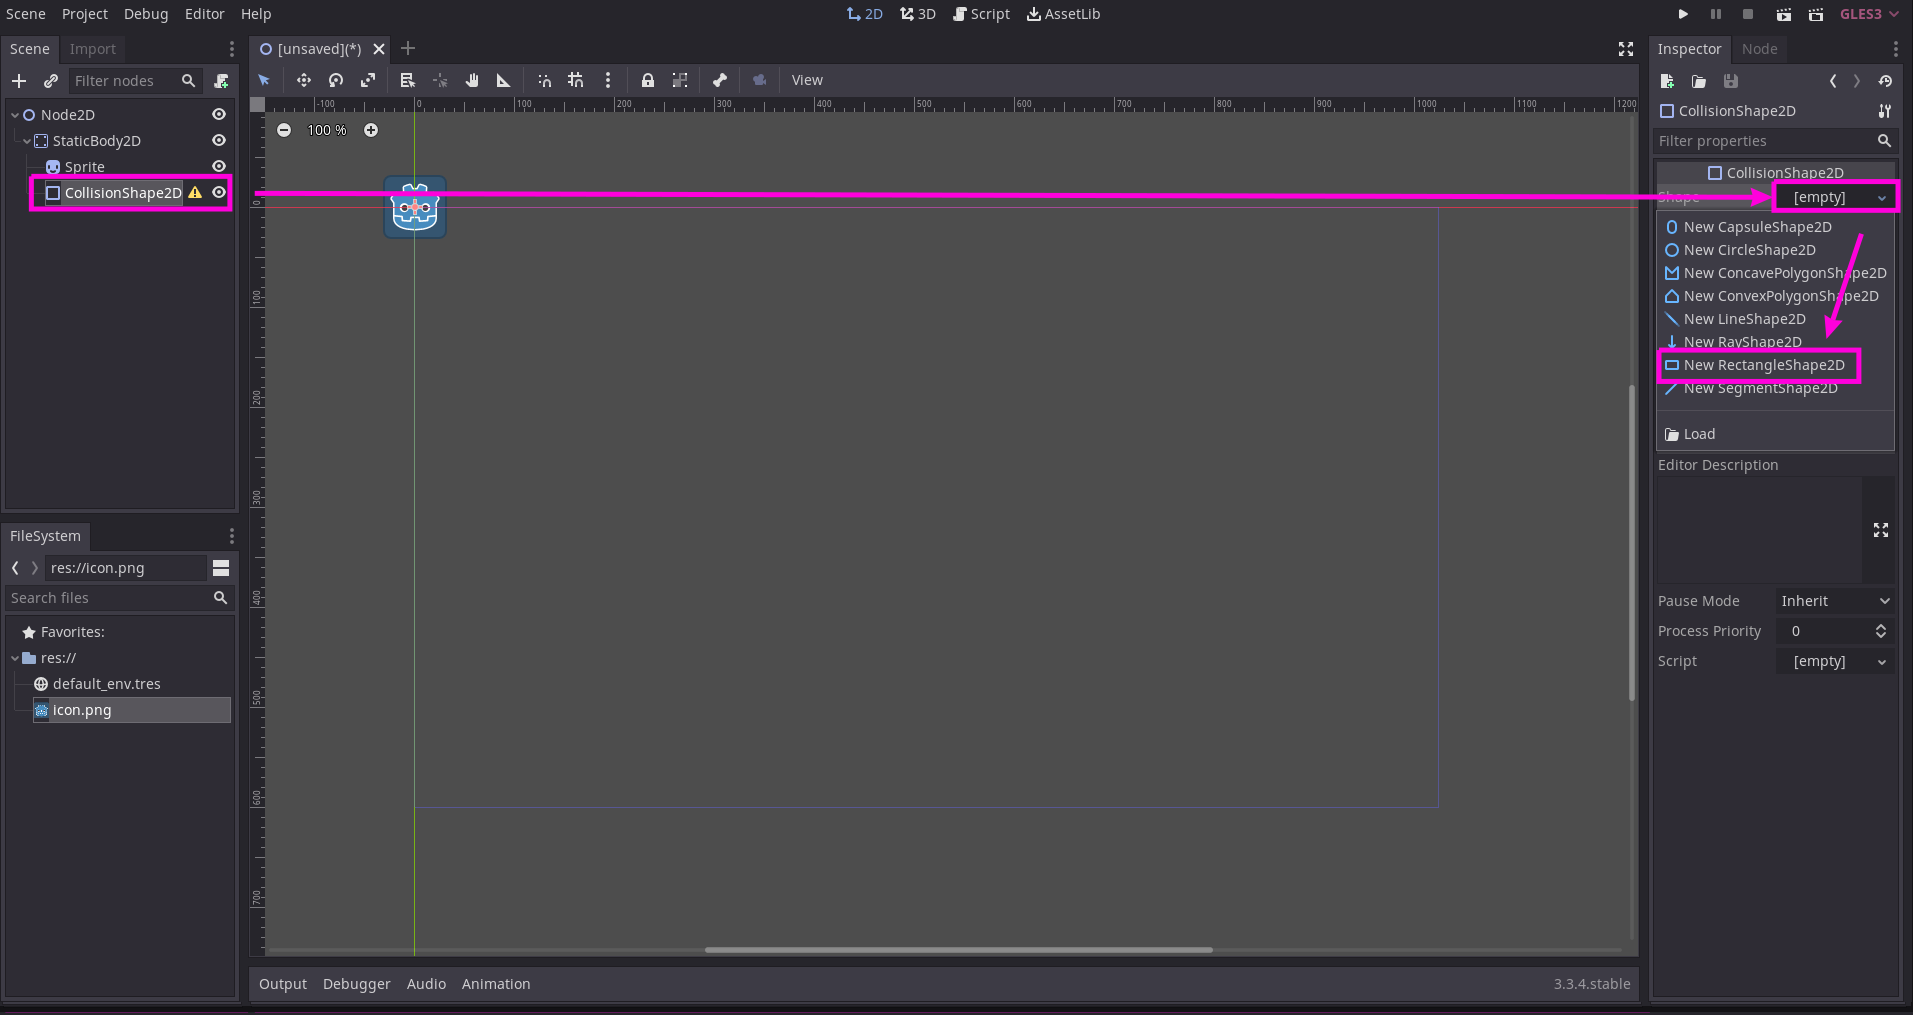 Scene Project Debug Editor Help
2D 3D Script AssetLib
GLES3
Scene Import
[unsaved](*)
Inspector Node
Filter nodes
View
Node2D
StaticBody2D
Sprite
CollisionShape2D
-100 0 100 200 300 400 500 600 700 800 900 1000 1100 1200
100 %
0
100
200
300
400
500
600
700
CollisionShape2D
Filter properties
CollisionShape2D
Shape [empty]
New CapsuleShape2D
New CircleShape2D
New ConcavePolygonShape2D
New ConvexPolygonShape2D
New LineShape2D
New RayShape2D
New RectangleShape2D
New SegmentShape2D
Load
Editor Description
Pause Mode Inherit
Process Priority 0
Script [empty]
FileSystem
res://icon.png
Search files
Favorites:
res://
default_env.tres
icon.png
Output Debugger Audio Animation
3.3.4.stable